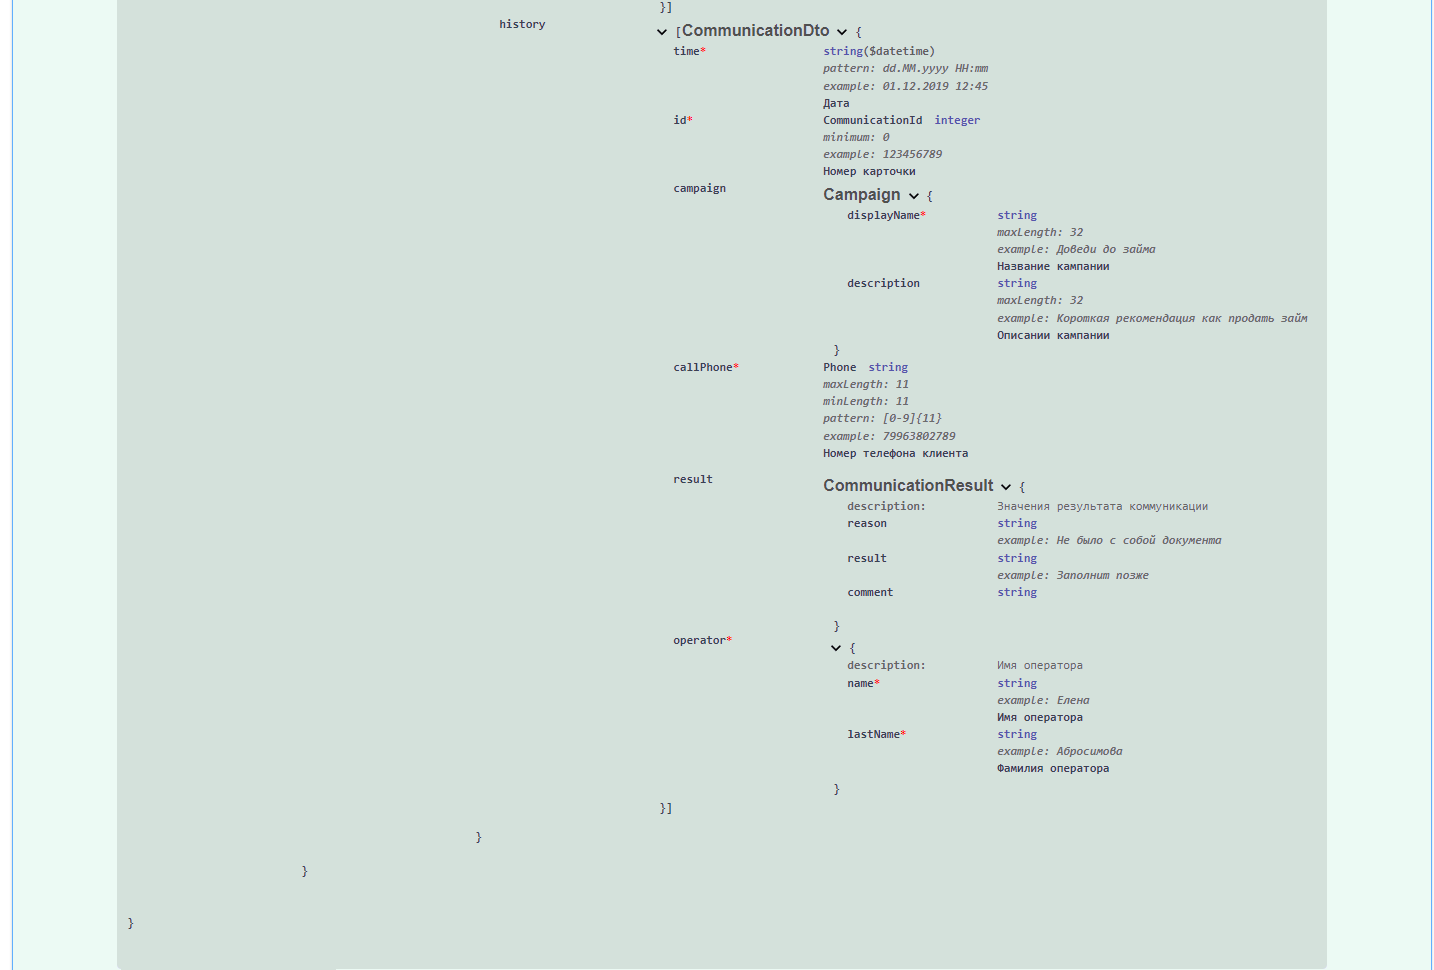 }]
history
[CommunicationDto {
time*
string($datetime)
pattern: dd.MM.yyyy HH:mm
example: 01.12.2019 12:45
Дата
id*
CommunicationId integer
minimum: 0
example: 123456789
Номер карточки
campaign
Campaign {
displayName*
string
maxLength: 32
example: Доведи до займа
Название кампании
description
string
maxLength: 32
example: Короткая рекомендация как продать займ
Описании кампании
}
callPhone*
Phone string
maxLength: 11
minLength: 11
pattern: [0-9]{11}
example: 79963802789
Номер телефона клиента
result
CommunicationResult {
description: Значения результата коммуникации
reason
string
example: Не было с собой документа
result
string
example: Заполнит позже
comment
string
}
operator*
{
description: Имя оператора
name*
string
example: Елена
Имя оператора
lastName*
string
example: Абросимова
Фамилия оператора
}
}]
}
}
}